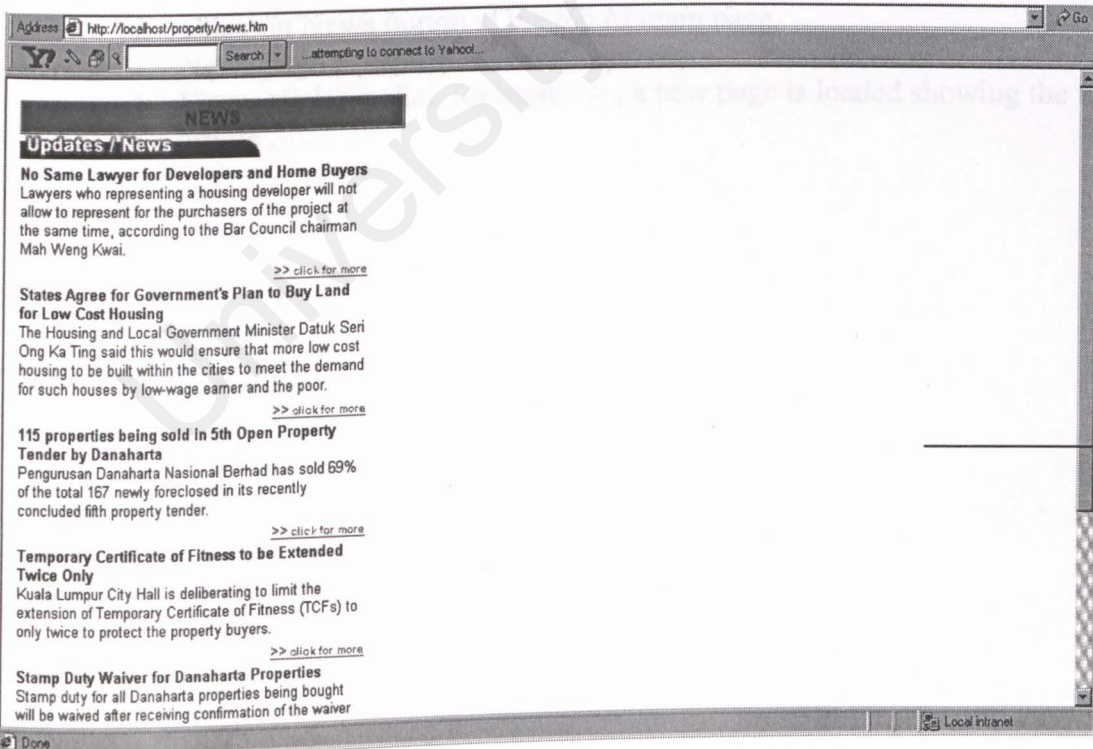 Address http://localhost/property/news.htm Go
Y? Search ...attempting to connect to Yahoo!...
a new page is loaded showing the
University
NEWS
Updates / News
No Same Lawyer for Developers and Home Buyers
Lawyers who representing a housing developer will not
allow to represent for the purchasers of the project at
the same time, according to the Bar Council chairman
Mah Weng Kwai.
>> click for more
States Agree for Government's Plan to Buy Land
for Low Cost Housing
The Housing and Local Government Minister Datuk Seri
Ong Ka Ting said this would ensure that more low cost
housing to be built within the cities to meet the demand
for such houses by low-wage earner and the poor.
>> click for more
115 properties being sold in 5th Open Property
Tender by Danaharta
Pengurusan Danaharta Nasional Berhad has sold 69%
of the total 167 newly foreclosed in its recently
concluded fifth property tender.
>> click for more
Temporary Certificate of Fitness to be Extended
Twice Only
Kuala Lumpur City Hall is deliberating to limit the
extension of Temporary Certificate of Fitness (TCFs) to
only twice to protect the property buyers.
>> click for more
Stamp Duty Waiver for Danaharta Properties
Stamp duty for all Danaharta properties being bought
will be waived after receiving confirmation of the waiver
Done Local intranet